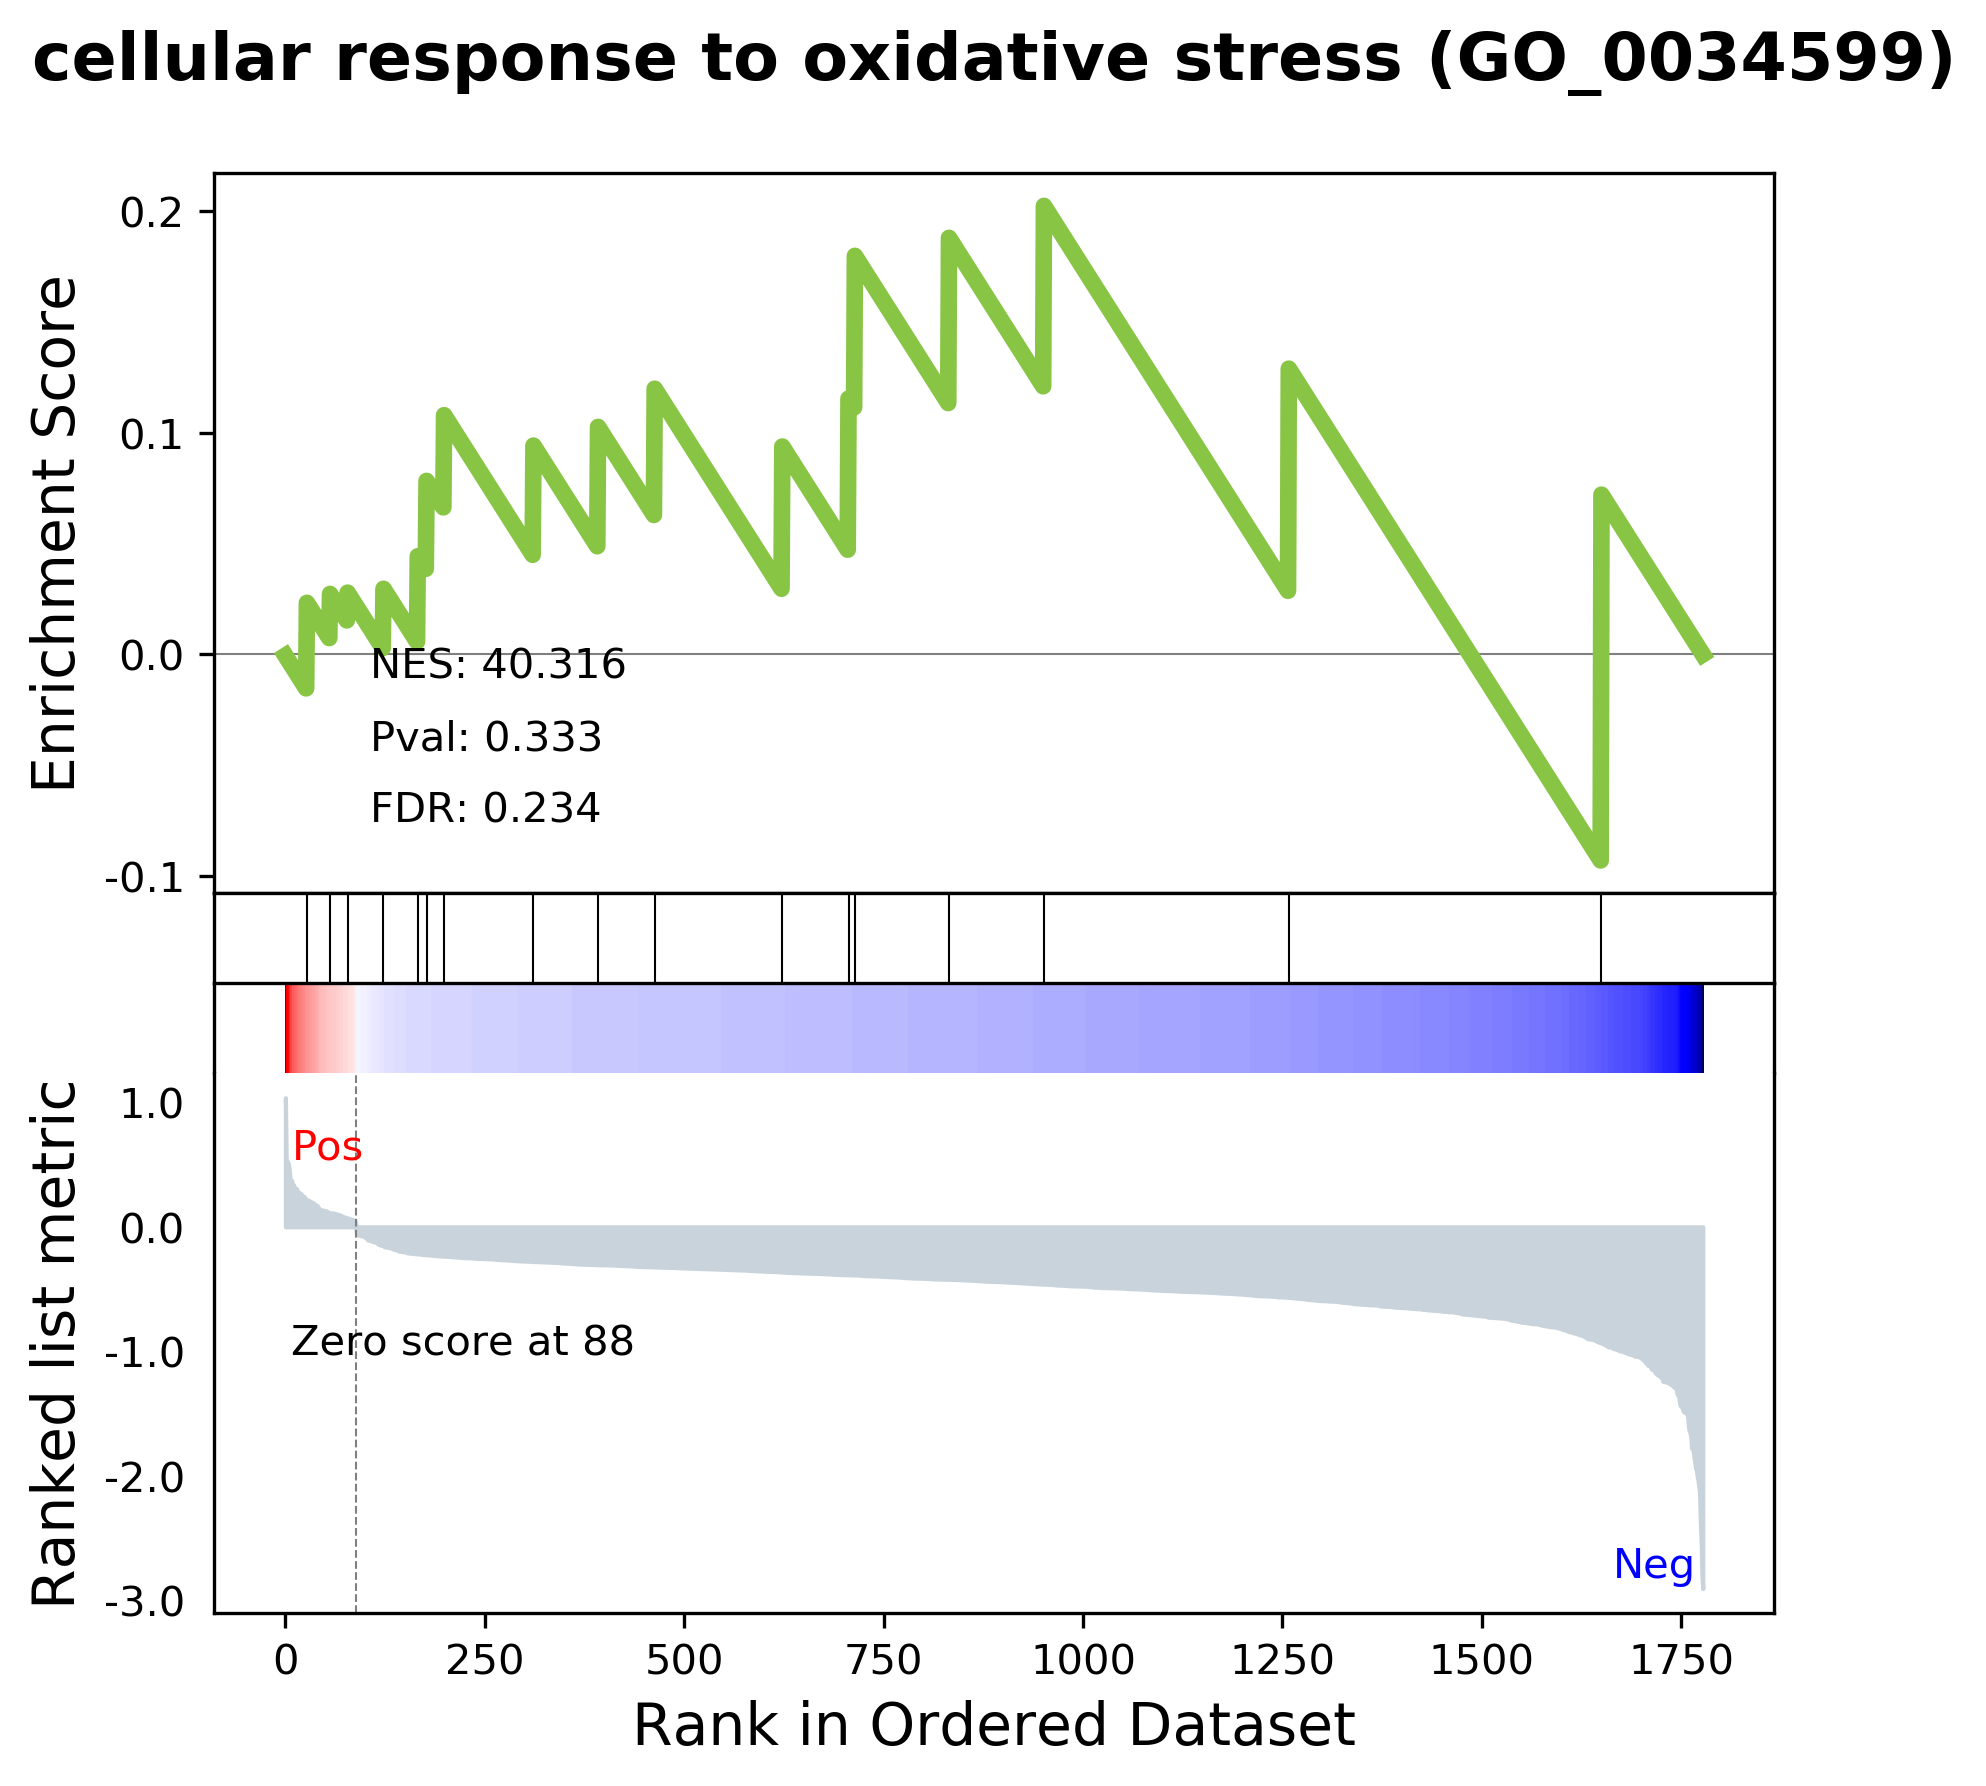 cellular response to oxidative stress (GO_0034599)
Enrichment Score
0.2
0.1
0.0
-0.1
NES: 40.316
Pval: 0.333
FDR: 0.234
Ranked list metric
1.0
0.0
-1.0
-2.0
-3.0
Pos
Zero score at 88
Neg
0 250 500 750 1000 1250 1500 1750
Rank in Ordered Dataset